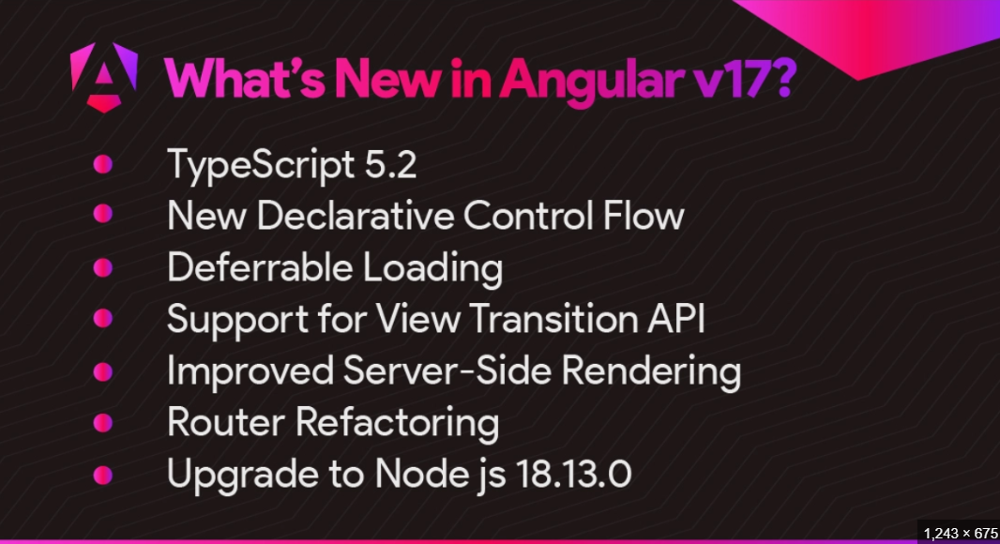 What's New in Angular v17?
TypeScript 5.2
New Declarative Control Flow
Deferrable Loading
Support for View Transition API
Improved Server-Side Rendering
Router Refactoring
Upgrade to Node js 18.13.0
1,243 × 675